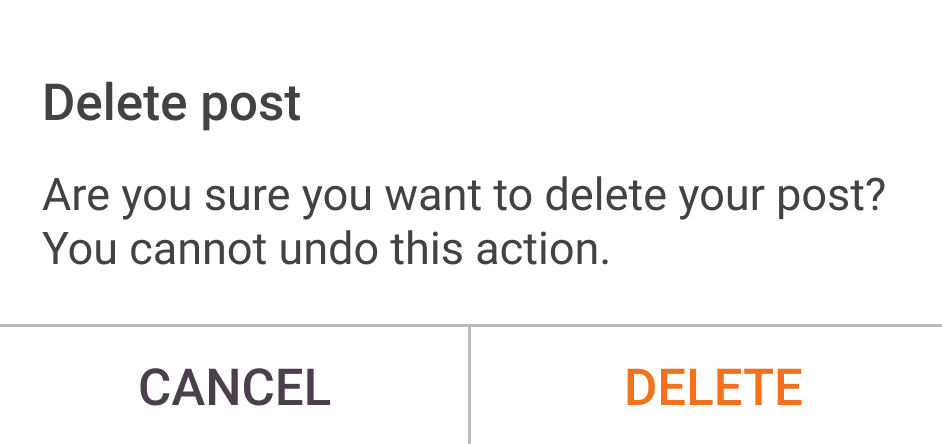 Delete post
Are you sure you want to delete your post?
You cannot undo this action.
CANCEL
DELETE